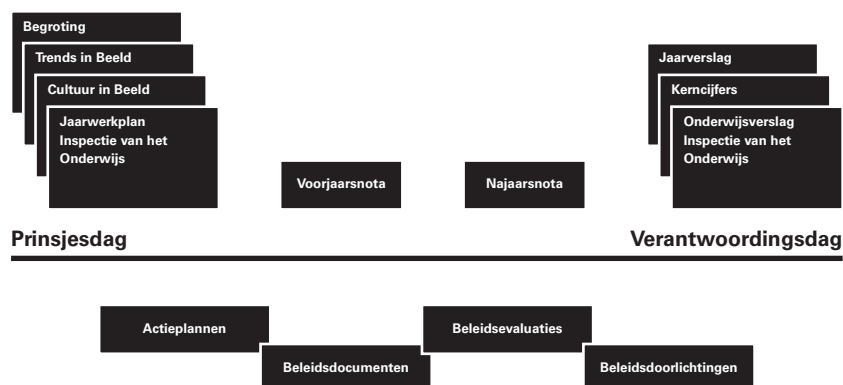 Begroting
Trends in Beeld
Cultuur in Beeld
Jaarwerkplan
Inspectie van het
Onderwijs
Voorjaarsnota
Najaarsnota
Jaarverslag
Kerncijfers
Onderwijsverslag
Inspectie van het
Onderwijs
Prinsjesdag
Verantwoordingsdag
Actieplannen
Beleidsdocumenten
Beleidsevaluaties
Beleidsdoorlichtingen